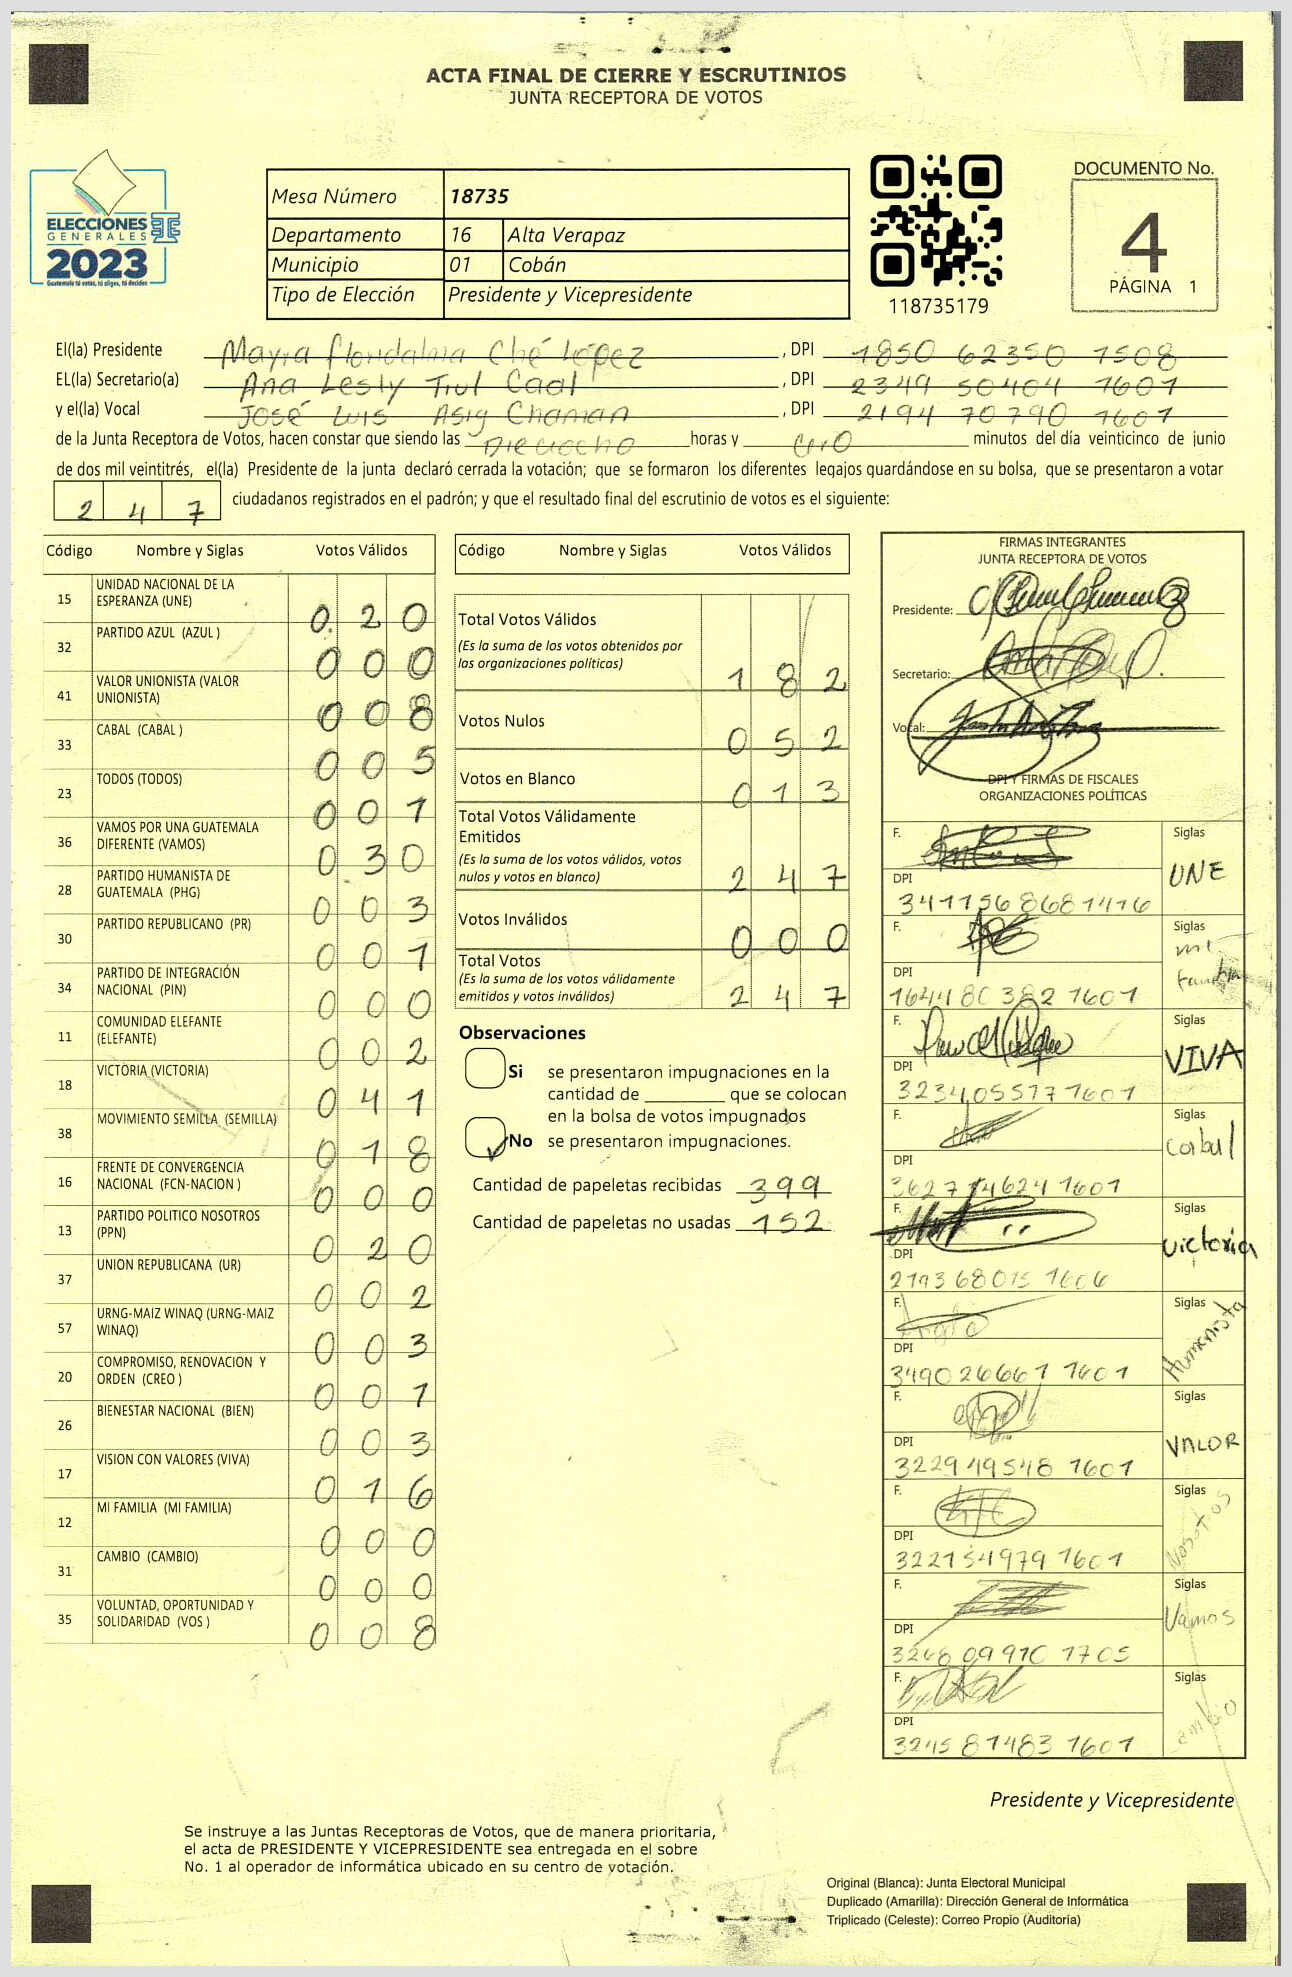 ACTA FINAL DE CIERRE Y ESCRUTINIOS
JUNTA RECEPTORA DE VOTOS
ELECCIONES
GENERALES
2023
Guatemala tú votas, tú eliges, tú decides
Mesa Número 18735
Departamento 16 Alta Verapaz
Municipio 01 Cobán
Tipo de Elección Presidente y Vicepresidente
118735179
DOCUMENTO No.
4
PÁGINA 1
El(la) Presidente Mayra Floridalma Ché López, DPI 1850 62350 1508
EL(la) Secretario(a) Ana Lesly Tiul Caal, DPI 2349 50404 1601
y el(la) Vocal José Luis Asig Chaman, DPI 2194 70790 1601
de la Junta Receptora de Votos, hacen constar que siendo las Dieciocho horas y cero minutos del día veinticinco de junio
de dos mil veintitrés, el(la) Presidente de la junta declaró cerrada la votación; que se formaron los diferentes legajos guardándose en su bolsa, que se presentaron a votar
2 4 7 ciudadanos registrados en el padrón; y que el resultado final del escrutinio de votos es el siguiente:
Código Nombre y Siglas Votos Válidos
15 UNIDAD NACIONAL DE LA ESPERANZA (UNE) 0 2 0
32 PARTIDO AZUL (AZUL ) 0 0 0
41 VALOR UNIONISTA (VALOR UNIONISTA) 0 0 8
33 CABAL (CABAL ) 0 0 5
23 TODOS (TODOS) 0 0 1
36 VAMOS POR UNA GUATEMALA DIFERENTE (VAMOS) 0 3 0
28 PARTIDO HUMANISTA DE GUATEMALA (PHG) 0 0 3
30 PARTIDO REPUBLICANO (PR) 0 0 1
34 PARTIDO DE INTEGRACIÓN NACIONAL (PIN) 0 0 0
11 COMUNIDAD ELEFANTE (ELEFANTE) 0 0 2
18 VICTORIA (VICTORIA) 0 4 1
38 MOVIMIENTO SEMILLA (SEMILLA) 0 1 8
16 FRENTE DE CONVERGENCIA NACIONAL (FCN-NACION ) 0 0 0
13 PARTIDO POLITICO NOSOTROS (PPN) 0 2 0
37 UNION REPUBLICANA (UR) 0 0 2
57 URNG-MAIZ WINAQ (URNG-MAIZ WINAQ) 0 0 3
20 COMPROMISO, RENOVACION Y ORDEN (CREO ) 0 0 1
26 BIENESTAR NACIONAL (BIEN) 0 0 3
17 VISION CON VALORES (VIVA) 0 1 6
12 MI FAMILIA (MI FAMILIA) 0 0 0
31 CAMBIO (CAMBIO) 0 0 0
35 VOLUNTAD, OPORTUNIDAD Y SOLIDARIDAD (VOS ) 0 0 8
Código Nombre y Siglas Votos Válidos
Total Votos Válidos 1 8 2
(Es la suma de los votos obtenidos por
las organizaciones políticas)
Votos Nulos 0 5 2
Votos en Blanco 0 1 3
Total Votos Válidamente
Emitidos
(Es la suma de los votos válidos, votos
nulos y votos en blanco) 2 4 7
Votos Inválidos 0 0 0
Total Votos
(Es la suma de los votos válidamente
emitidos y votos inválidos) 2 4 7
Observaciones
Si se presentaron impugnaciones en la
cantidad de ________ que se colocan
en la bolsa de votos impugnados
No se presentaron impugnaciones.
Cantidad de papeletas recibidas 399
Cantidad de papeletas no usadas 152
FIRMAS INTEGRANTES
JUNTA RECEPTORA DE VOTOS
Presidente:
Secretario:
Vocal:
DPI Y FIRMAS DE FISCALES
ORGANIZACIONES POLÍTICAS
F. Siglas UNE
DPI 341156 8681416
F. Siglas mi familia
DPI 164480382 1601
F. Siglas VIVA
DPI 323405577 1601
F. Siglas Cabal
DPI 362774624 1601
F. Siglas victoria
DPI 219368015 1606
F. Siglas Humanista
DPI 349026661 1601
F. Siglas VALOR
DPI 322949548 1601
F. Siglas Nosotros
DPI 322154979 1601
F. Siglas Vamos
DPI 326809910 1705
F. Siglas
DPI 3245 81483 1601
Presidente y Vicepresidente
Se instruye a las Juntas Receptoras de Votos, que de manera prioritaria,
el acta de PRESIDENTE Y VICEPRESIDENTE sea entregada en el sobre
No. 1 al operador de informática ubicado en su centro de votación.
Original (Blanca): Junta Electoral Municipal
Duplicado (Amarilla): Dirección General de Informática
Triplicado (Celeste): Correo Propio (Auditoría)